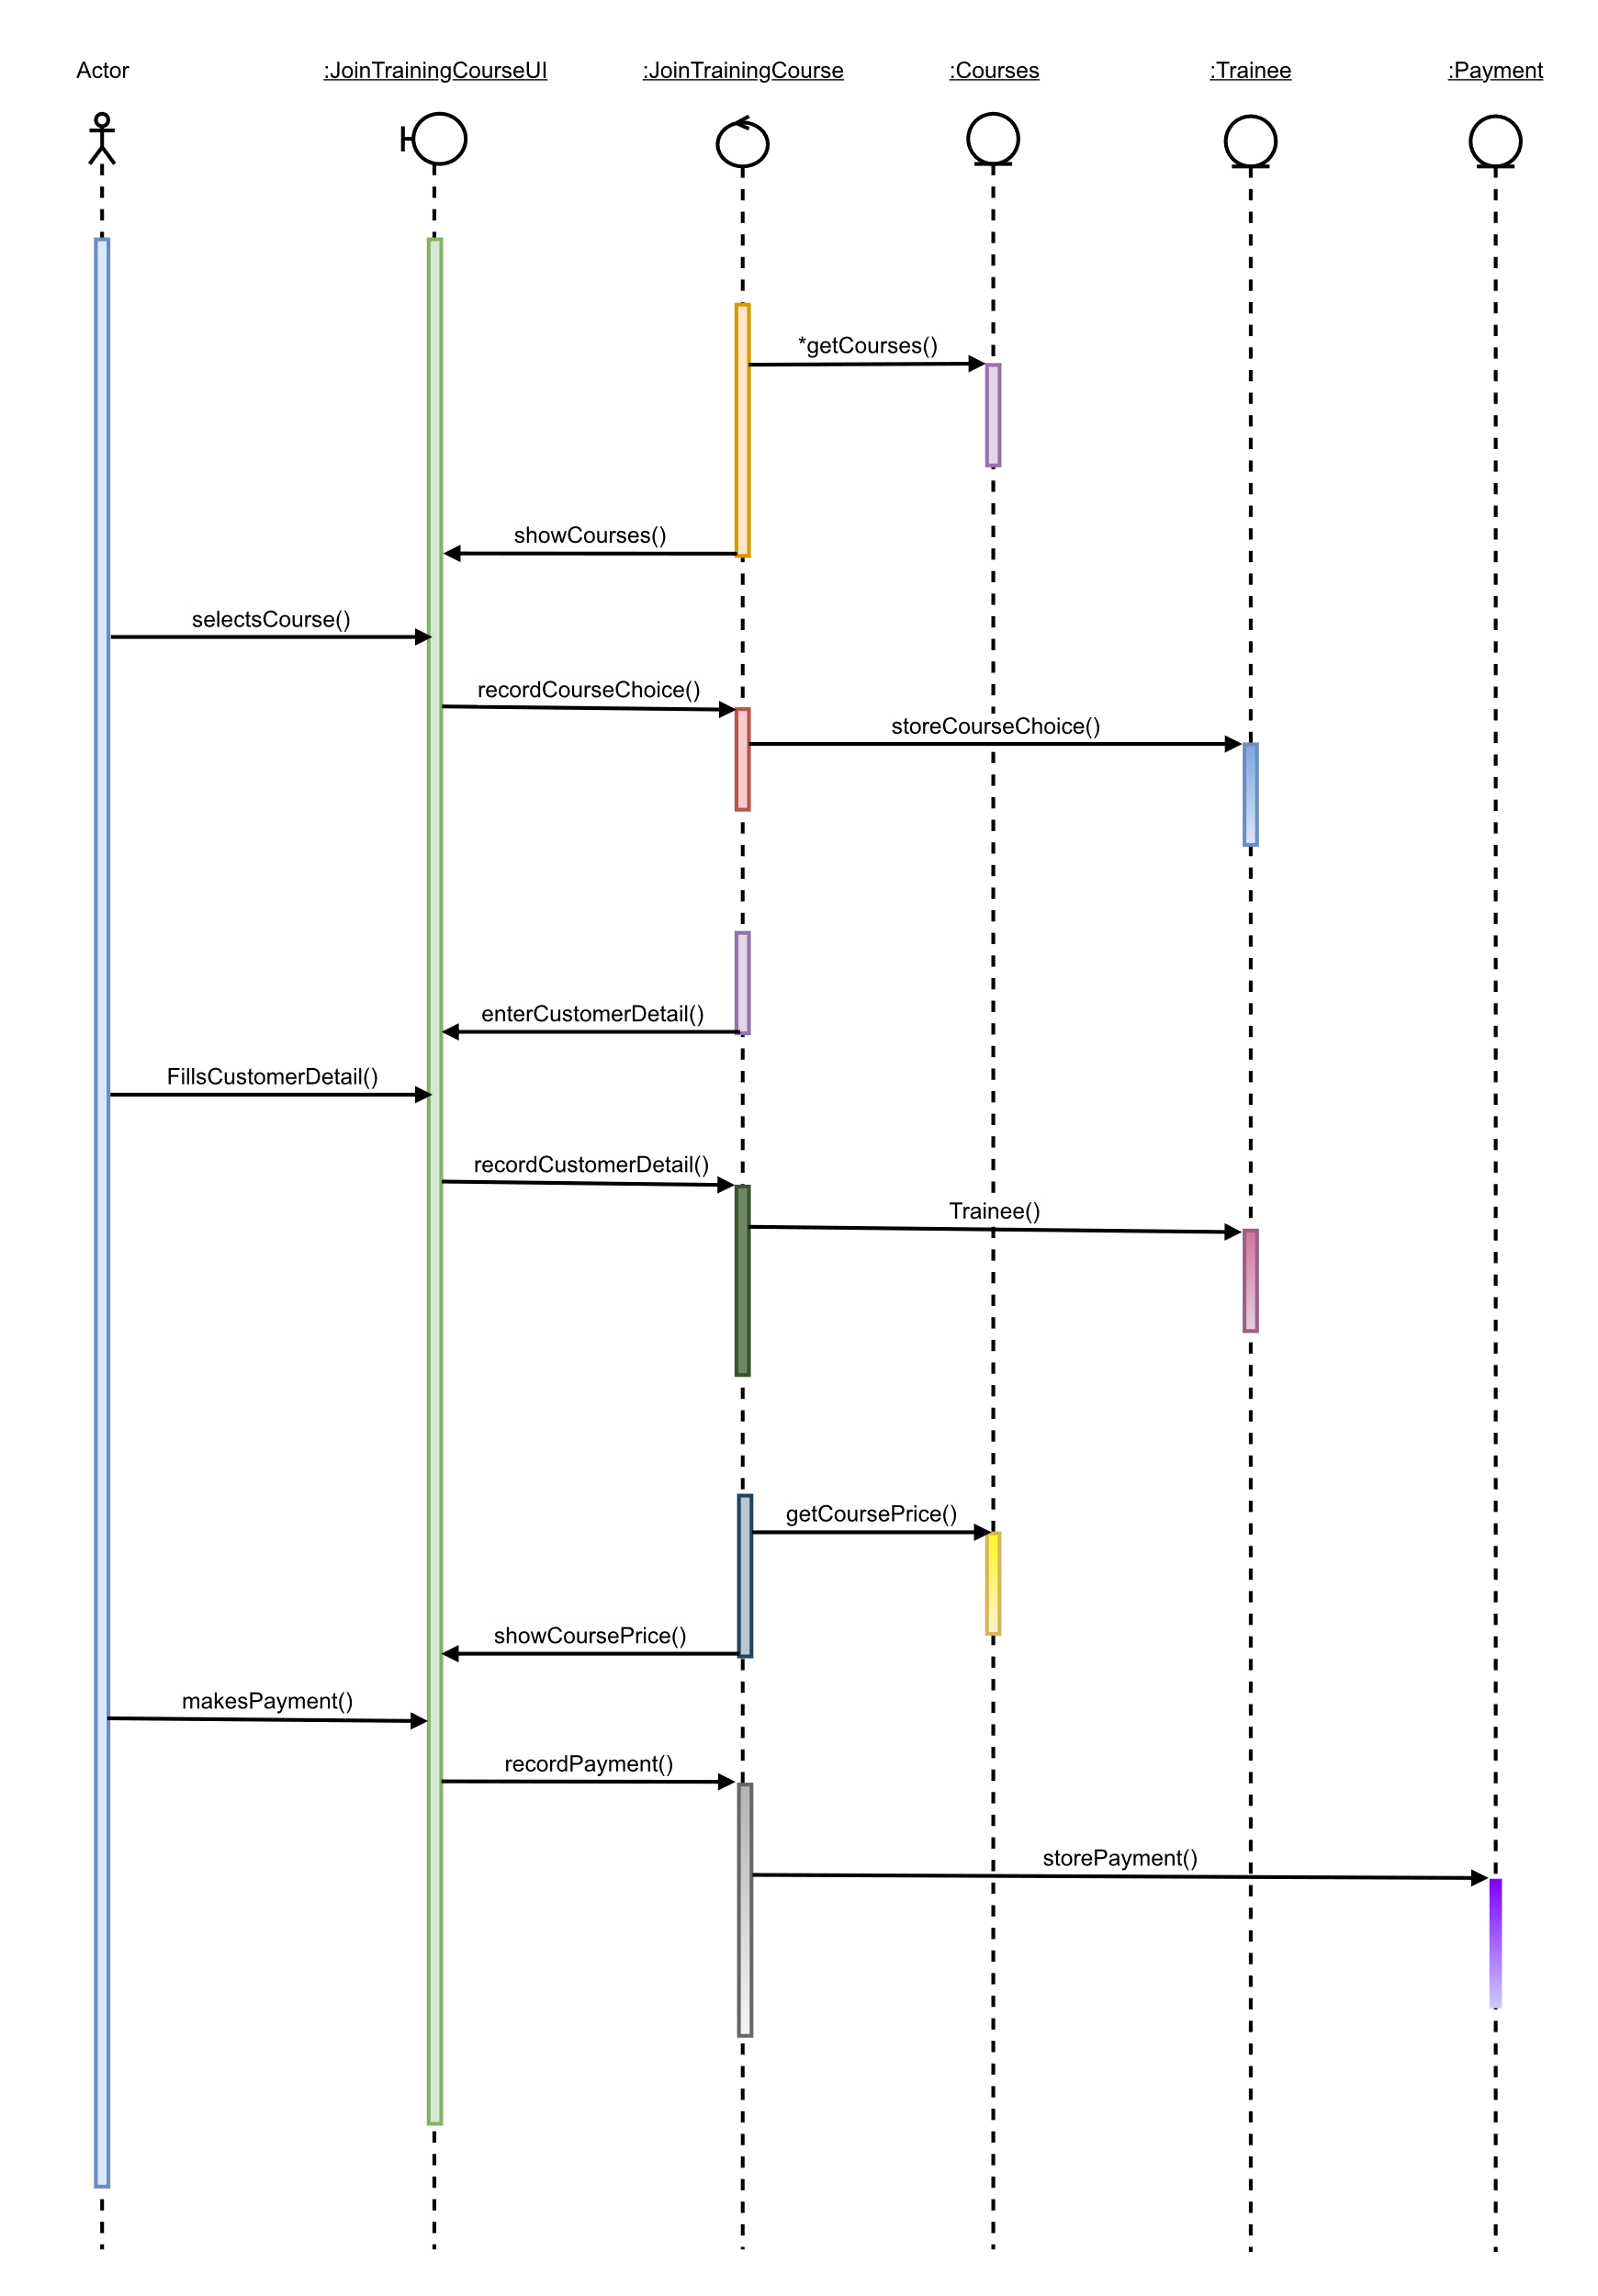 Actor
:JoinTrainingCourseUI
:JoinTrainingCourse
:Courses
:Trainee
:Payment
*getCourses()
showCourses()
selectsCourse()
recordCourseChoice()
storeCourseChoice()
enterCustomerDetail()
FillsCustomerDetail()
recordCustomerDetail()
Trainee()
getCoursePrice()
showCoursePrice()
makesPayment()
recordPayment()
storePayment()